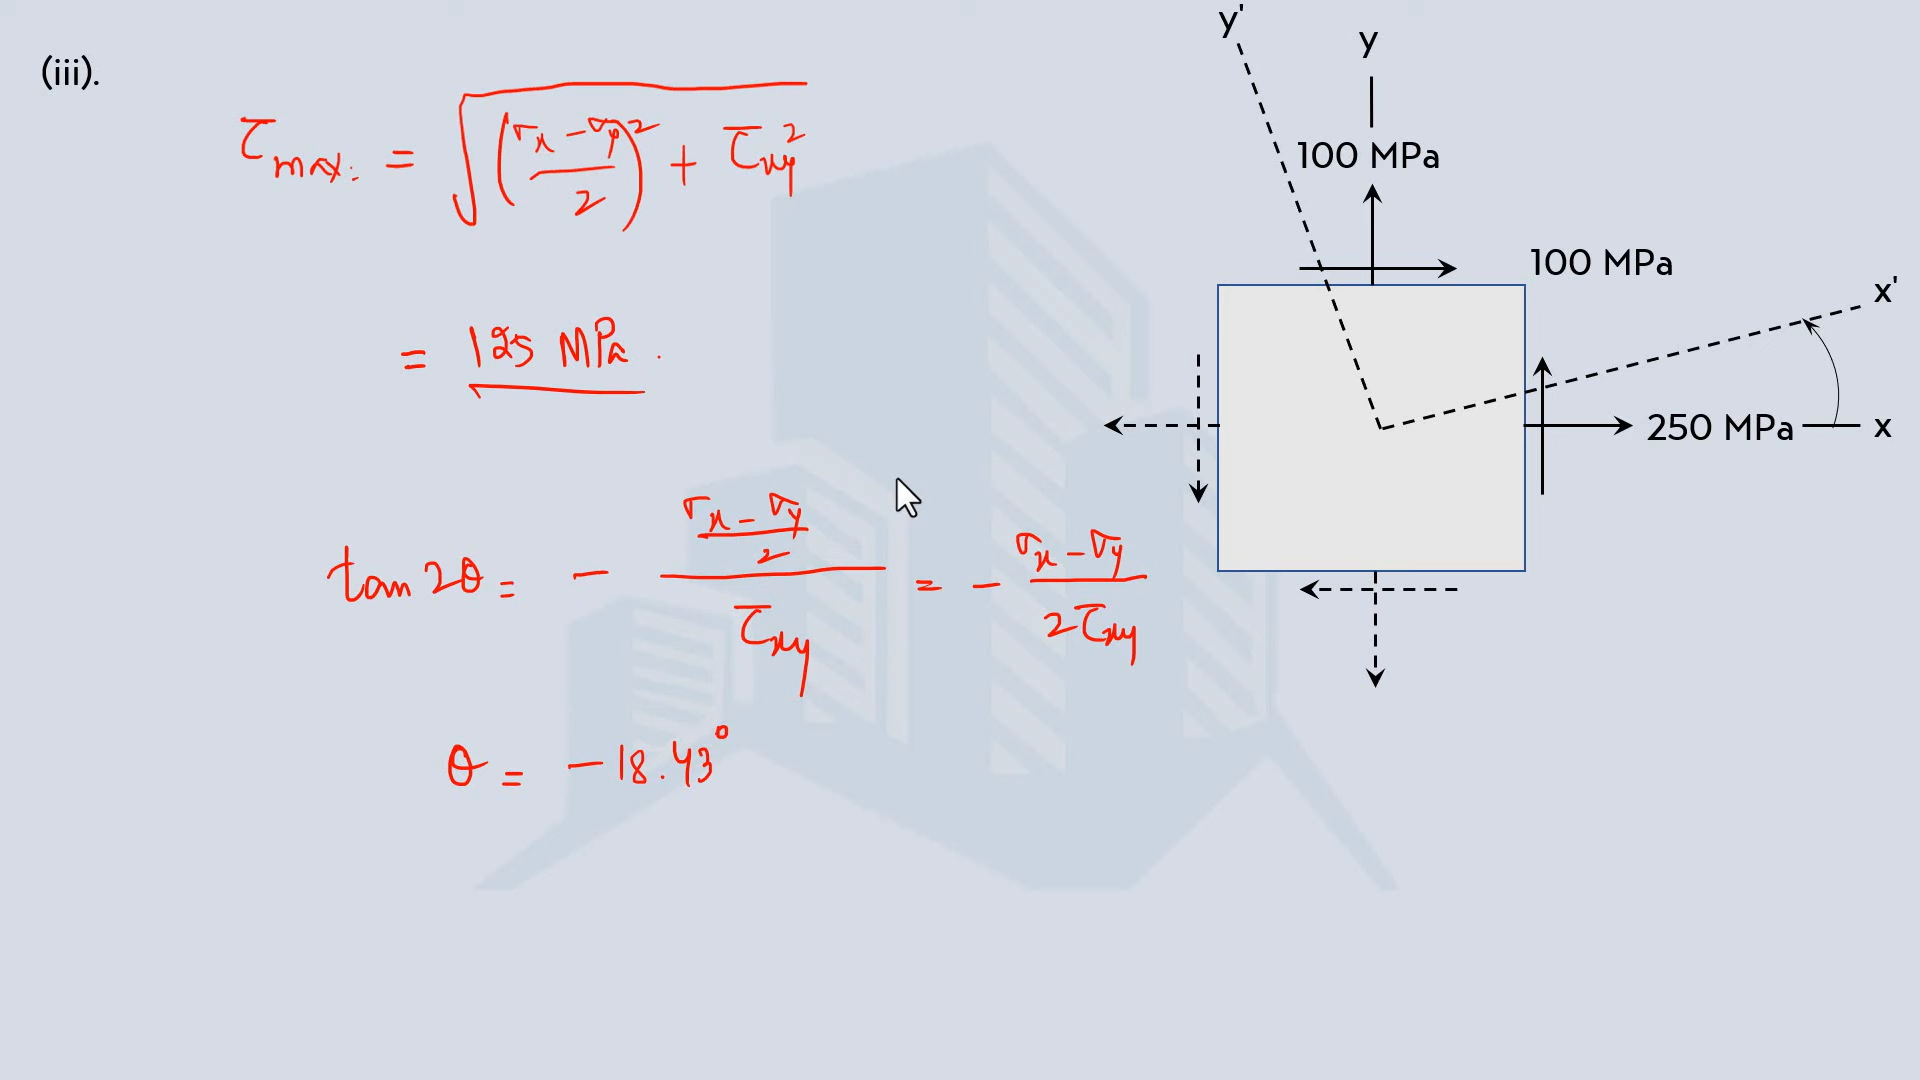 (iii).
τmax. = √((σx − σy)/2)² + τxy²
= 125 MPa.
tan 2θ = − ((σx − σy)/2)/τxy = − (σx − σy)/2τxy
θ = −18.43°
y'
y
100 MPa
100 MPa
x'
250 MPa
x